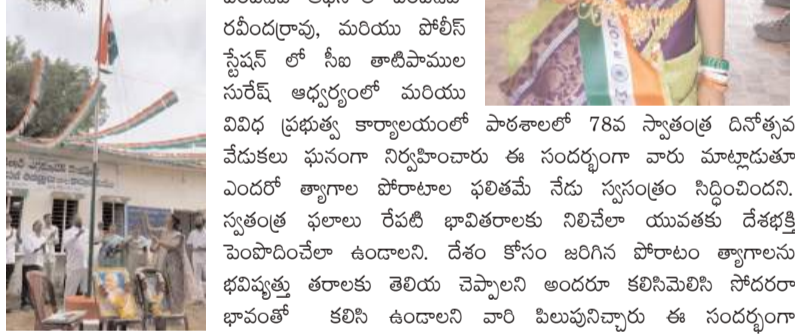 రవీందర్రావు, మరియు పోలీస్
స్టేషన్ లో సీఐ తాటిపాముల
సురేష్ ఆధ్వర్యంలో మరియు
వివిధ ప్రభుత్వ కార్యాలయంలో పాఠశాలలో 78వ స్వాతంత్ర దినోత్సవ
వేడుకలు ఘనంగా నిర్వహించారు ఈ సందర్భంగా వారు మాట్లాడుతూ
ఎందరో త్యాగాల పోరాటాల ఫలితమే నేడు స్వసంత్రం సిద్ధించిందని.
స్వతంత్ర ఫలాలు రేపటి భావితరాలకు నిలిచేలా యువతకు దేశభక్తి
పెంపొదించేలా ఉండాలని. దేశం కోసం జరిగిన పోరాటం త్యాగాలను
భవిష్యత్తు తరాలకు తెలియ చెప్పాలని అందరూ కలిసిమెలిసి సోదరరా
భావంతో కలిసి ఉండాలని వారి పిలుపునిచ్చారు ఈ సందర్భంగా